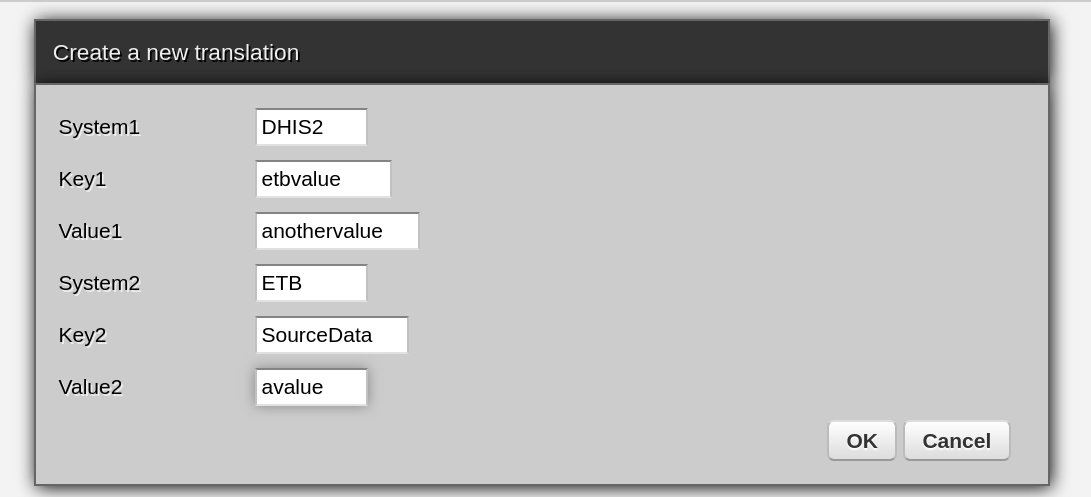 Create a new translation
System1 DHIS2
Key1 etbvalue
Value1 anothervalue
System2 ETB
Key2 SourceData
Value2 avalue
OK Cancel